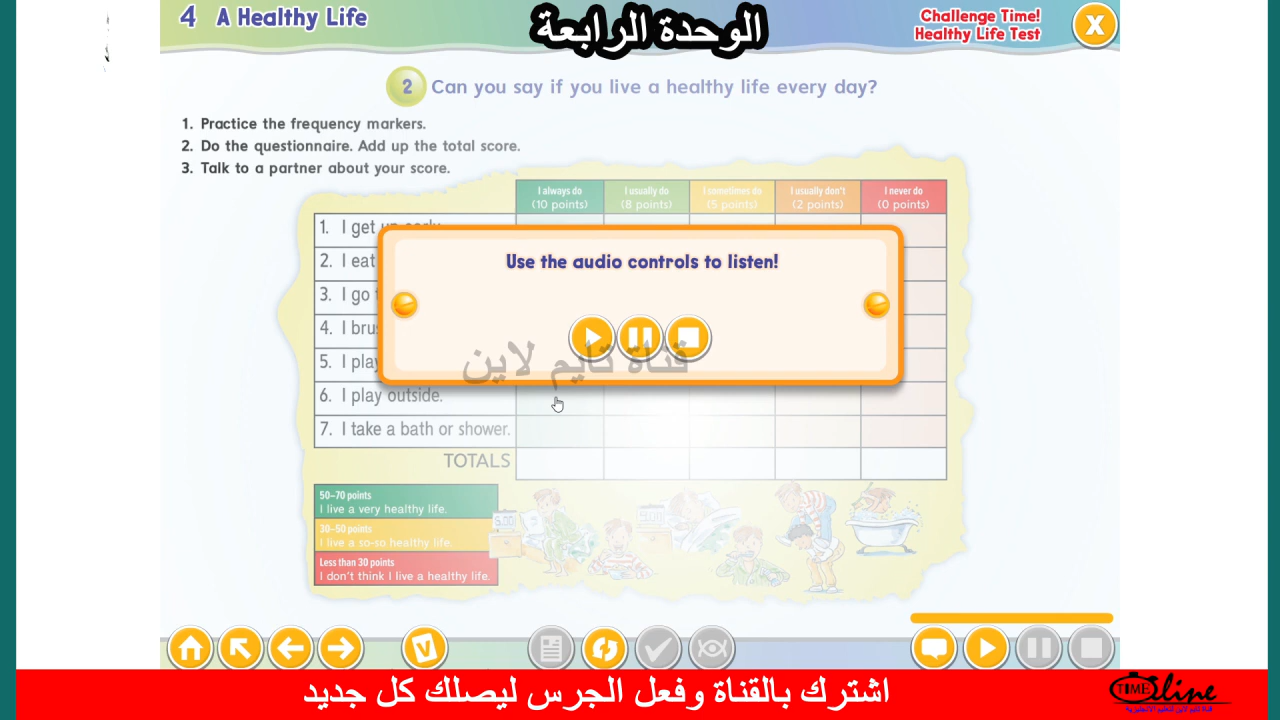 4 A Healthy Life
الوحدة الرابعة
Challenge Time!
Healthy Life Test
X
2 Can you say if you live a healthy life every day?
1. Practice the frequency markers.
2. Do the questionnaire. Add up the total score.
3. Talk to a partner about your score.
I always do (10 points)
I usually do (8 points)
I sometimes do (5 points)
I usually don't (2 points)
I never do (0 points)
1. I get up early
2. I eat
3. I go
4. I bru
5. I play
6. I play outside.
7. I take a bath or shower.
TOTALS
Use the audio controls to listen!
قناة تايم لاين
50–70 points
I live a very healthy life.
30–50 points
I live a so-so healthy life
Less than 30 points
I don't think I live a healthy life.
V
اشترك بالقناة وفعل الجرس ليصلك كل جديد
TIME line